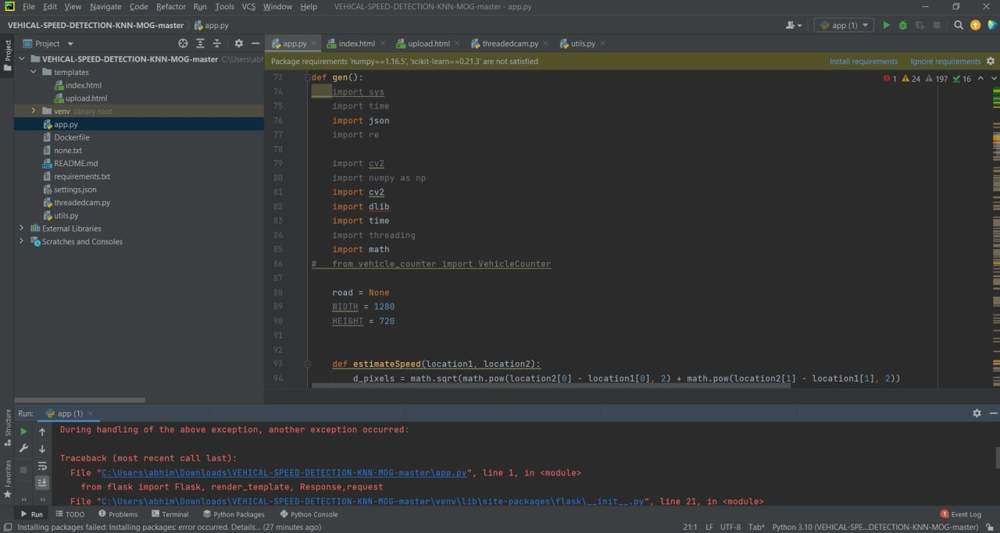 File Edit View Navigate Code Refactor Run Tools VCS Window Help VEHICAL-SPEED-DETECTION-KNN-MOG-master - app.py
VEHICAL-SPEED-DETECTION-KNN-MOG-master app.py app (1)
Project
Project
app.py index.html upload.html threadedcam.py utils.py
VEHICAL-SPEED-DETECTION-KNN-MOG-master C:\Users\abh
templates
index.html
upload.html
venv library root
app.py
Dockerfile
none.txt
README.md
requirements.txt
settings.json
threadedcam.py
utils.py
External Libraries
Scratches and Consoles
Package requirements 'numpy==1.16.5', 'scikit-learn==0.21.3' are not satisfied Install requirements Ignore requirements
1 24 197 16
73 def gen():
74 import sys
75 import time
76 import json
77 import re
78
79 import cv2
80 import numpy as np
81 import cv2
82 import dlib
83 import time
84 import threading
85 import math
86 # from vehicle_counter import VehicleCounter
87
88 road = None
89 WIDTH = 1280
90 HEIGHT = 720
91
92
93 def estimateSpeed(location1, location2):
94 d_pixels = math.sqrt(math.pow(location2[0] - location1[0], 2) + math.pow(location2[1] - location1[1], 2))
Structure
Favorites
Run: app (1)
During handling of the above exception, another exception occurred:
Traceback (most recent call last):
File "C:\Users\abhim\Downloads\VEHICAL-SPEED-DETECTION-KNN-MOG-master\app.py", line 1, in <module>
from flask import Flask, render_template, Response,request
File "C:\Users\abhim\Downloads\VEHICAL-SPEED-DETECTION-KNN-MOG-master\venv\lib\site-packages\flask\__init__.py", line 21, in <module>
Run TODO Problems Terminal Python Packages Python Console 1 Event Log
Installing packages failed: Installing packages: error occurred. Details... (27 minutes ago) 21:1 LF UTF-8 Tab* Python 3.10 (VEHICAL-SPE...DETECTION-KNN-MOG-master)